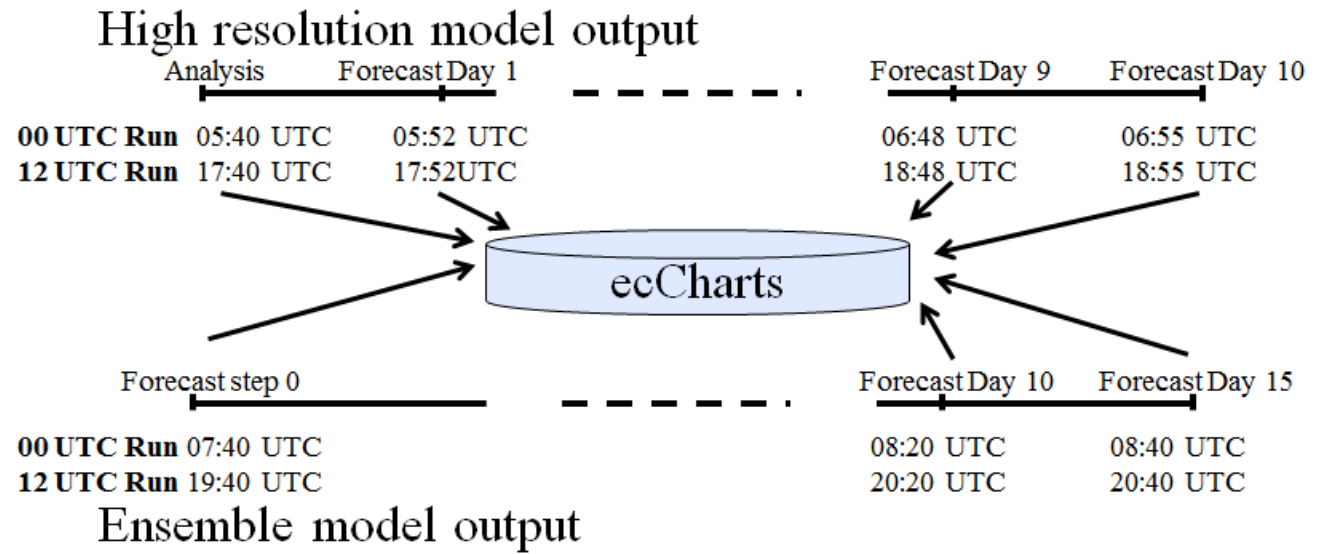 High resolution model output
Analysis Forecast Day 1 Forecast Day 9 Forecast Day 10
00 UTC Run 05:40 UTC 05:52 UTC 06:48 UTC 06:55 UTC
12 UTC Run 17:40 UTC 17:52UTC 18:48 UTC 18:55 UTC
ecCharts
Forecast step 0 Forecast Day 10 Forecast Day 15
00 UTC Run 07:40 UTC 08:20 UTC 08:40 UTC
12 UTC Run 19:40 UTC 20:20 UTC 20:40 UTC
Ensemble model output